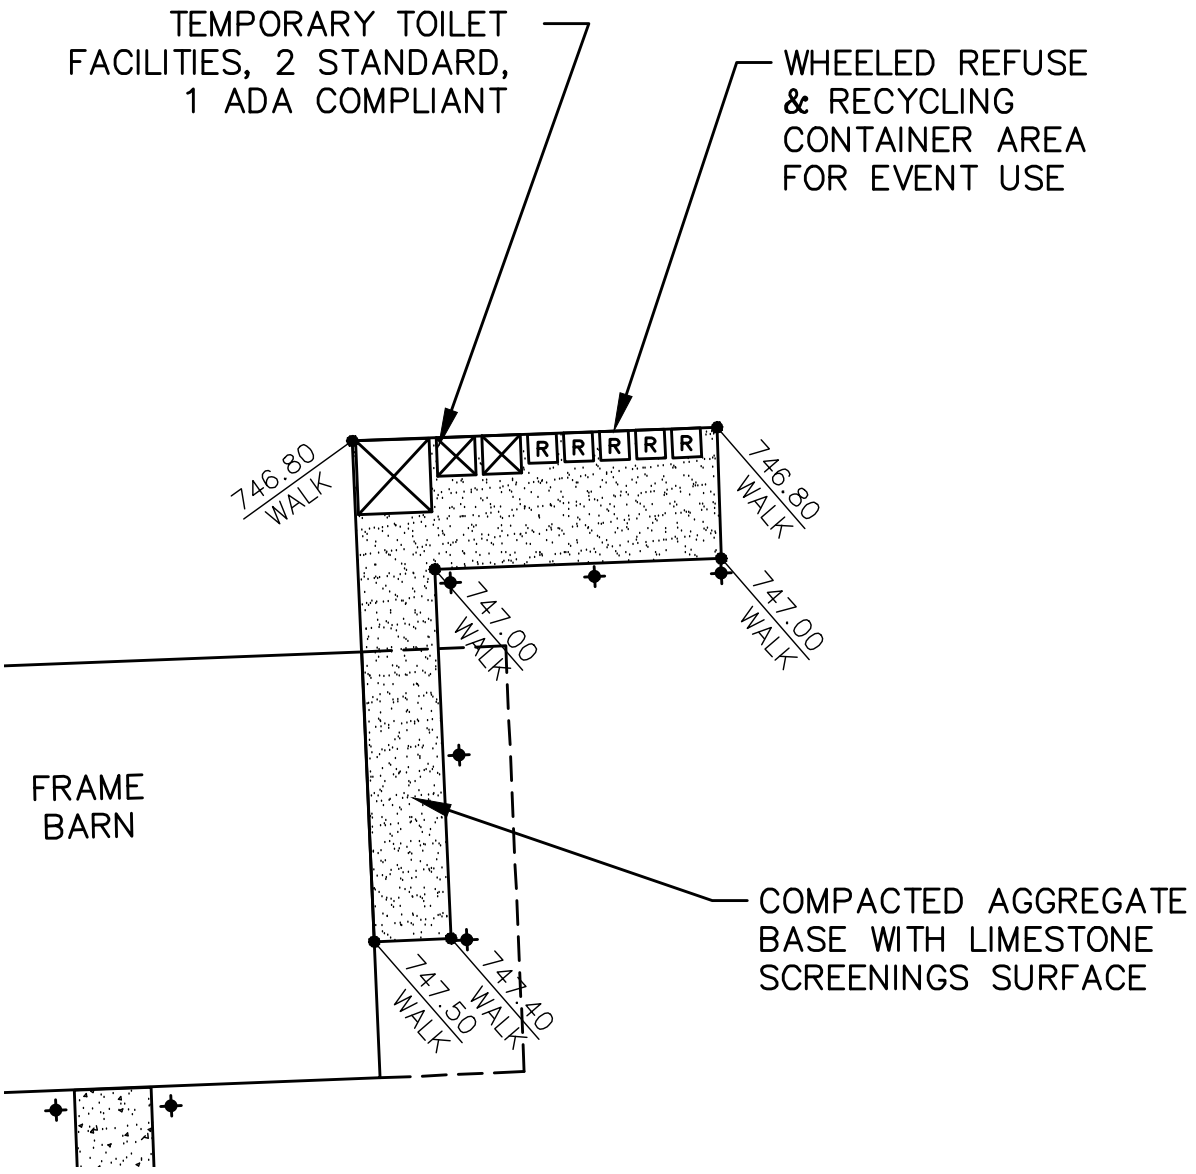 TEMPORARY TOILET
FACILITIES, 2 STANDARD,
1 ADA COMPLIANT
WHEELED REFUSE
& RECYCLING
CONTAINER AREA
FOR EVENT USE
R R R R R
746.80
WALK
746.80
WALK
747.00
WALK
747.00
WALK
FRAME
BARN
COMPACTED AGGREGATE
BASE WITH LIMESTONE
SCREENINGS SURFACE
747.50
WALK
747.40
WALK